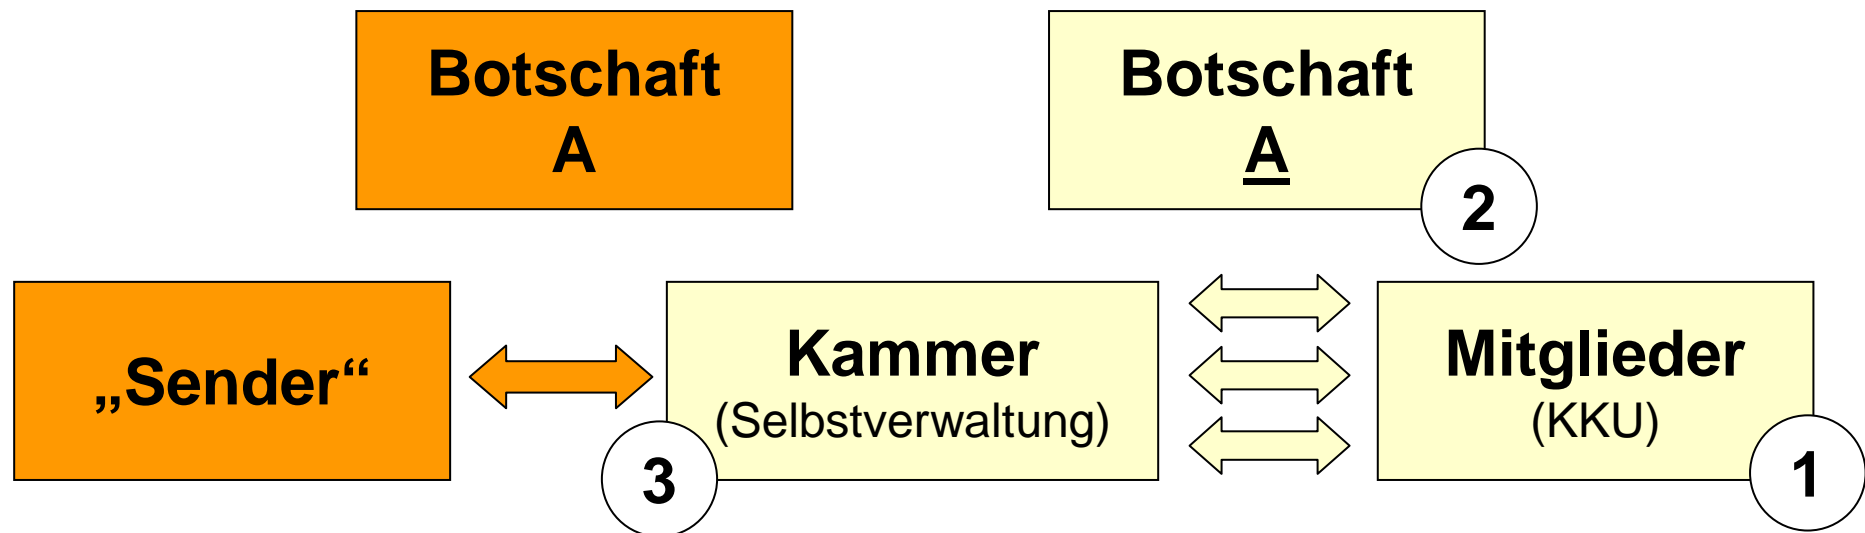 Botschaft
A
Botschaft
A
2
„Sender“
Kammer
(Selbstverwaltung)
3
Mitglieder
(KKU)
1